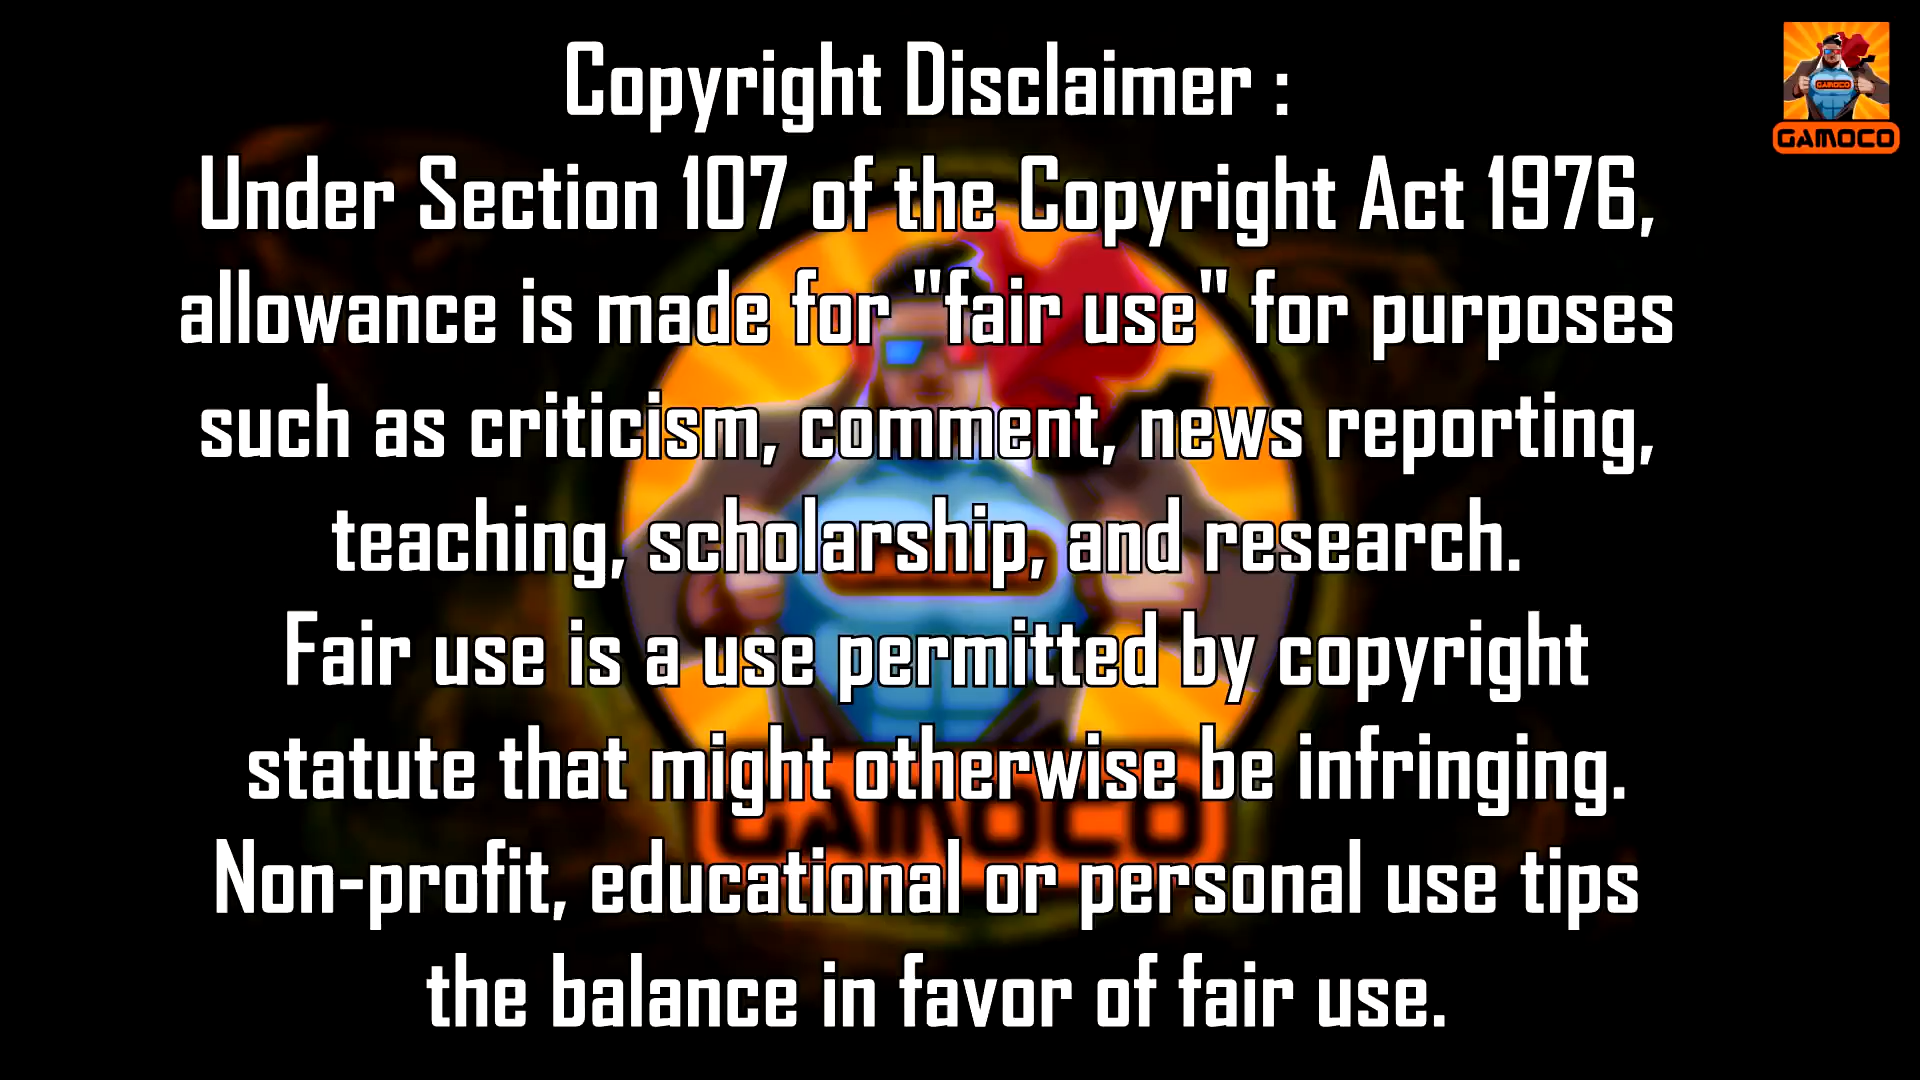 Copyright Disclaimer :
GAMOCO
GAMOCO
Under Section 107 of the Copyright Act 1976,
allowance is made for "fair use" for purposes
such as criticism, comment, news reporting,
teaching, scholarship, and research.
Fair use is a use permitted by copyright
statute that might otherwise be infringing.
GAMOCO
Non-profit, educational or personal use tips
the balance in favor of fair use.